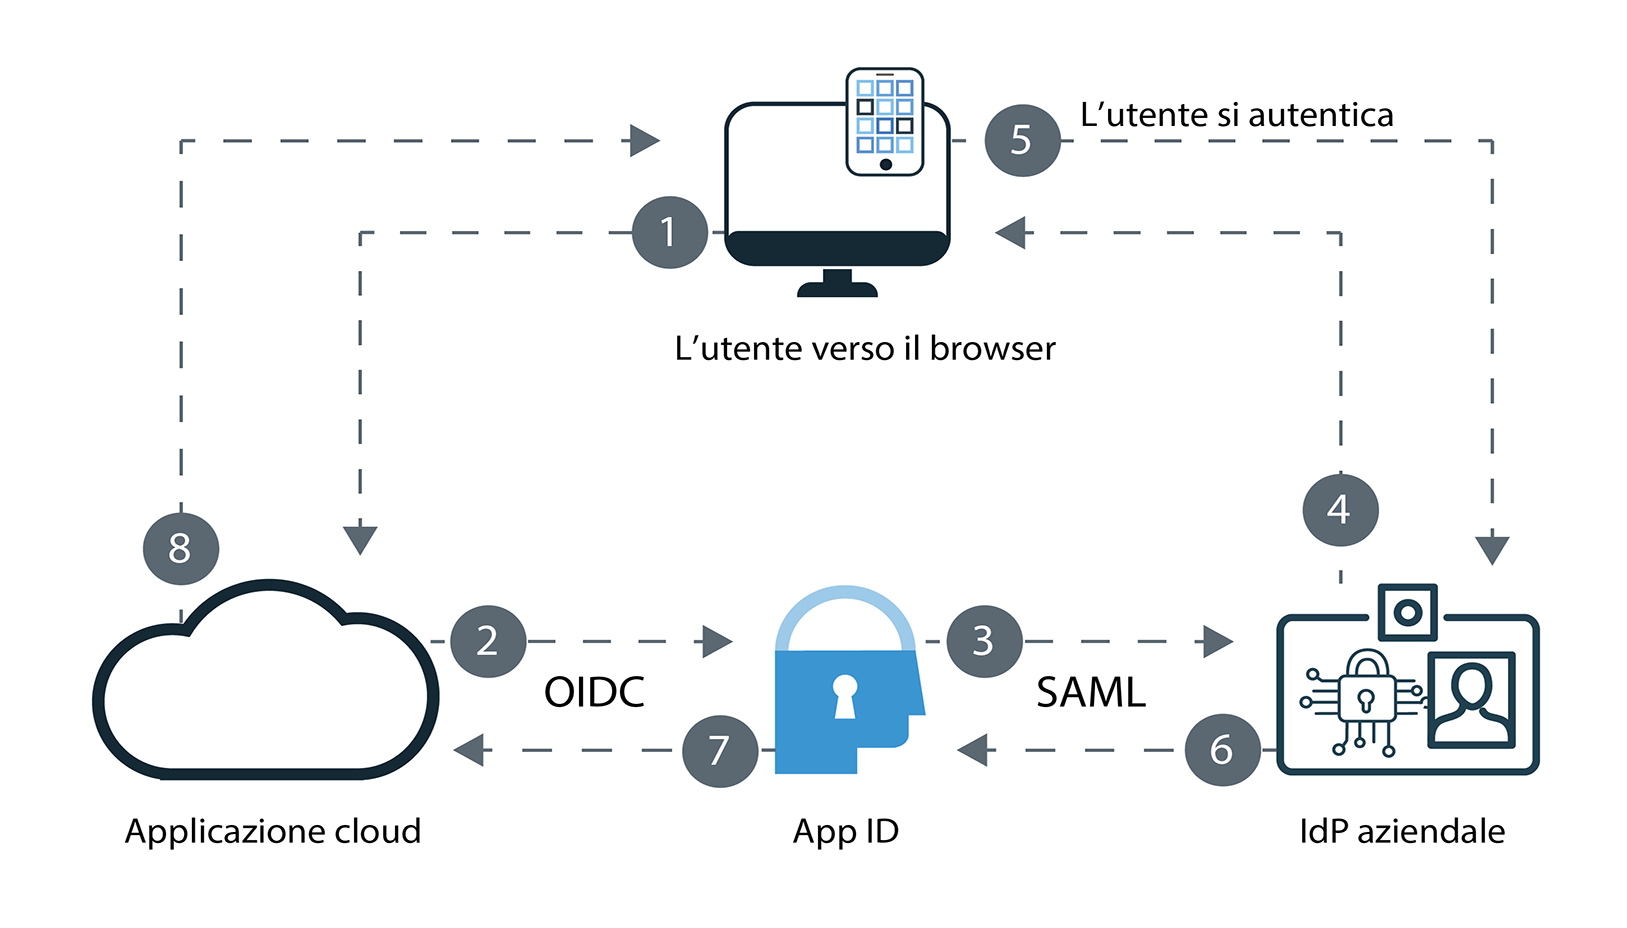 5
L’utente si autentica
1
L’utente verso il browser
4
8
2
3
OIDC
SAML
7
6
Applicazione cloud
App ID
IdP aziendale